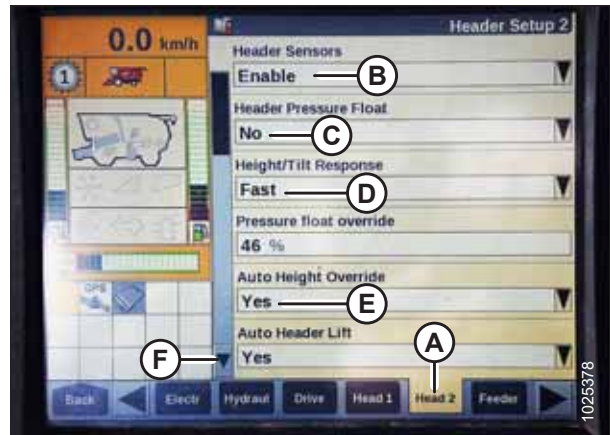 0.0 km/h
Header Setup 2
1
Header Sensors
Enable
B
Header Pressure Float
No
C
Height/Tilt Response
Fast
D
Pressure float override
46 %
Auto Height Override
Yes
E
GPS
Auto Header Lift
Yes
F
A
Back
Electr
Hydraul
Drive
Head 1
Head 2
Feeder
1025378